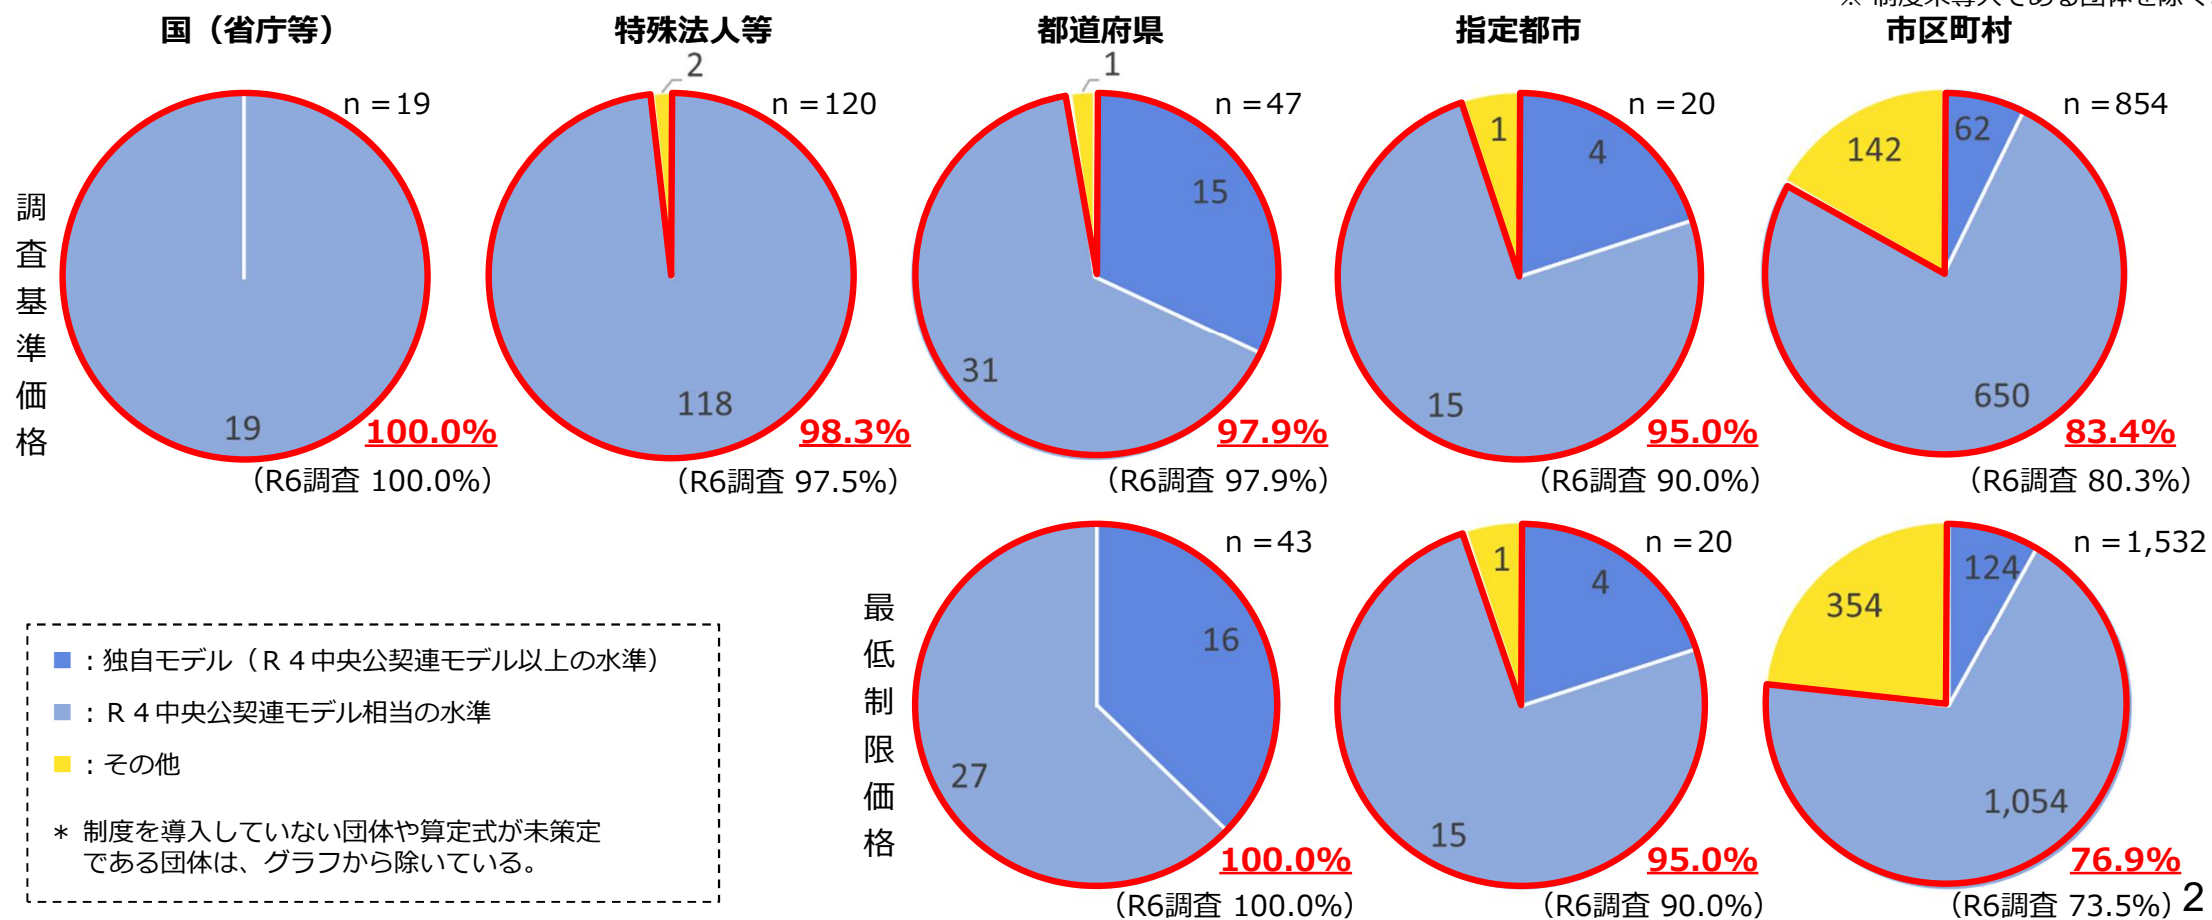 ※ 制度未導入である団体を除く
国（省庁等）
特殊法人等
都道府県
指定都市
市区町村
調査基準価格
n＝19
19
100.0%
（R6調査 100.0%）
2
n＝120
118
98.3%
（R6調査 97.5%）
1
n＝47
15
31
97.9%
（R6調査 97.9%）
1
n＝20
4
15
95.0%
（R6調査 90.0%）
142
62
n＝854
650
83.4%
（R6調査 80.3%）
最低制限価格
n＝43
16
27
100.0%
（R6調査 100.0%）
1
n＝20
4
15
95.0%
（R6調査 90.0%）
354
124
n＝1,532
1,054
76.9%
（R6調査 73.5%）
：独自モデル（Ｒ４中央公契連モデル以上の水準）
：Ｒ４中央公契連モデル相当の水準
：その他
＊ 制度を導入していない団体や算定式が未策定
である団体は、グラフから除いている。
2